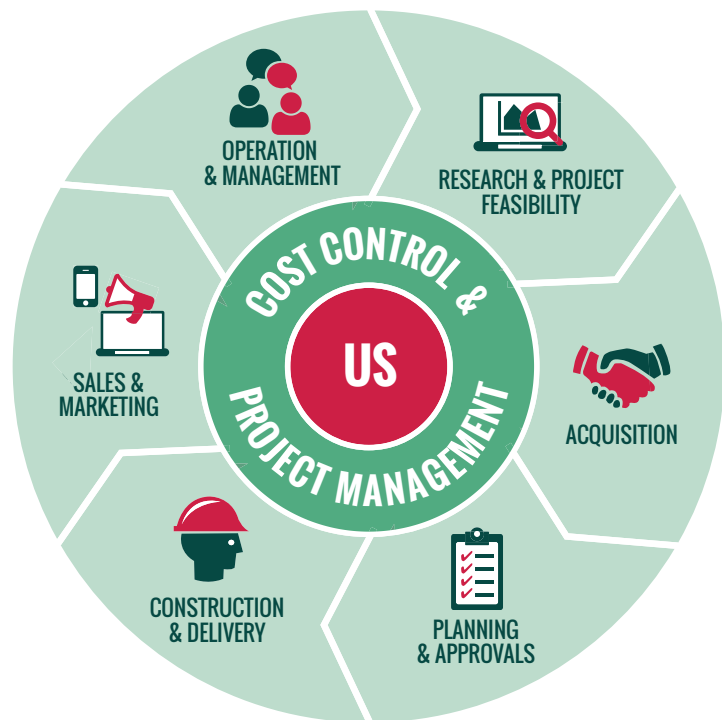 OPERATION
& MANAGEMENT
RESEARCH & PROJECT
FEASIBILITY
COST CONTROL &
PROJECT MANAGEMENT
US
SALES &
MARKETING
ACQUISITION
CONSTRUCTION
& DELIVERY
PLANNING
& APPROVALS